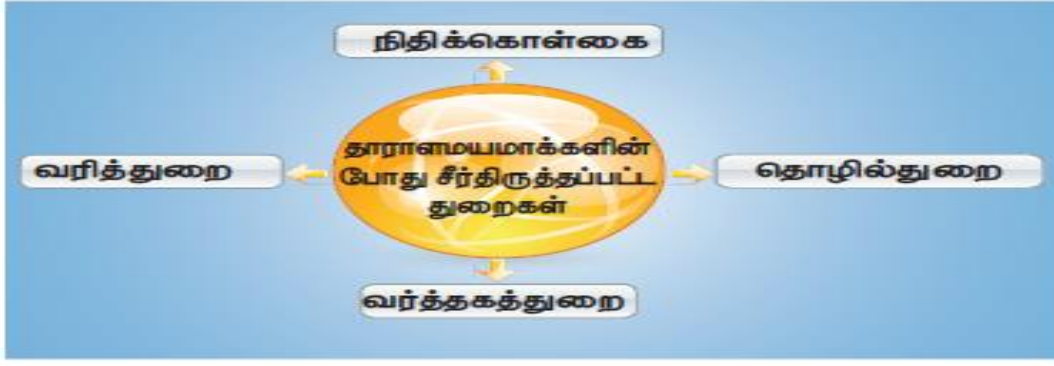 நிதிக்கொள்கை
தாராளமயமாக்களின்
போது சீர்திருத்தப்பட்ட
துறைகள்
வரித்துறை
தொழில்துறை
வர்த்தகத்துறை